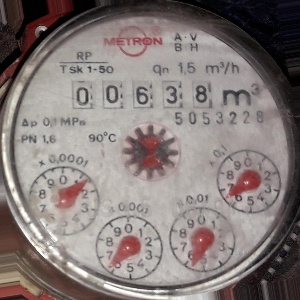 METRON
A·V
B H
RP
Tsk 1-50
qn 1,5 m³/h
00638 m³
5053228
Δp 0,1 MPa
PN 1,6
90°C
x 0,0001
x 0,001
x 0,01
x 0,1